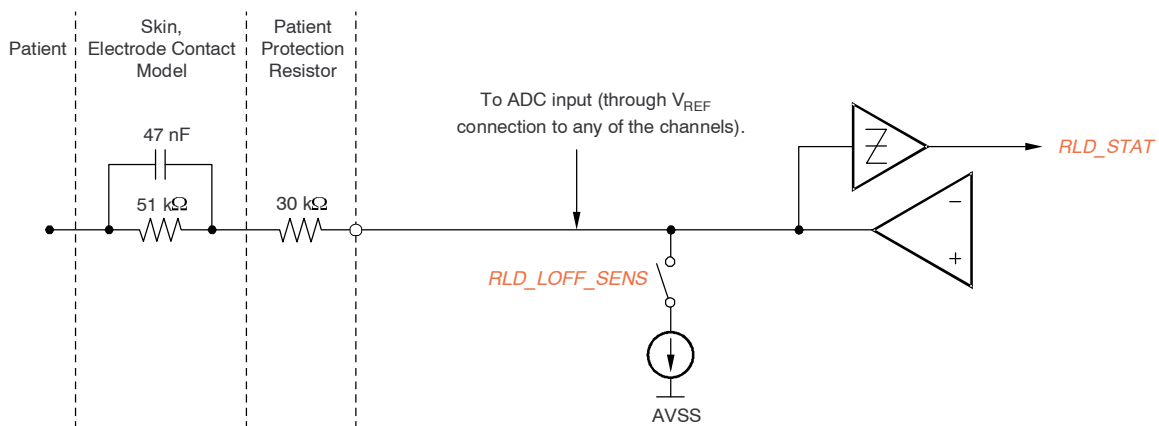 Patient
Skin,
Electrode Contact
Model
Patient
Protection
Resistor
To ADC input (through VREF
connection to any of the channels).
47 nF
51 kΩ
30 kΩ
RLD_STAT
−
+
RLD_LOFF_SENS
AVSS